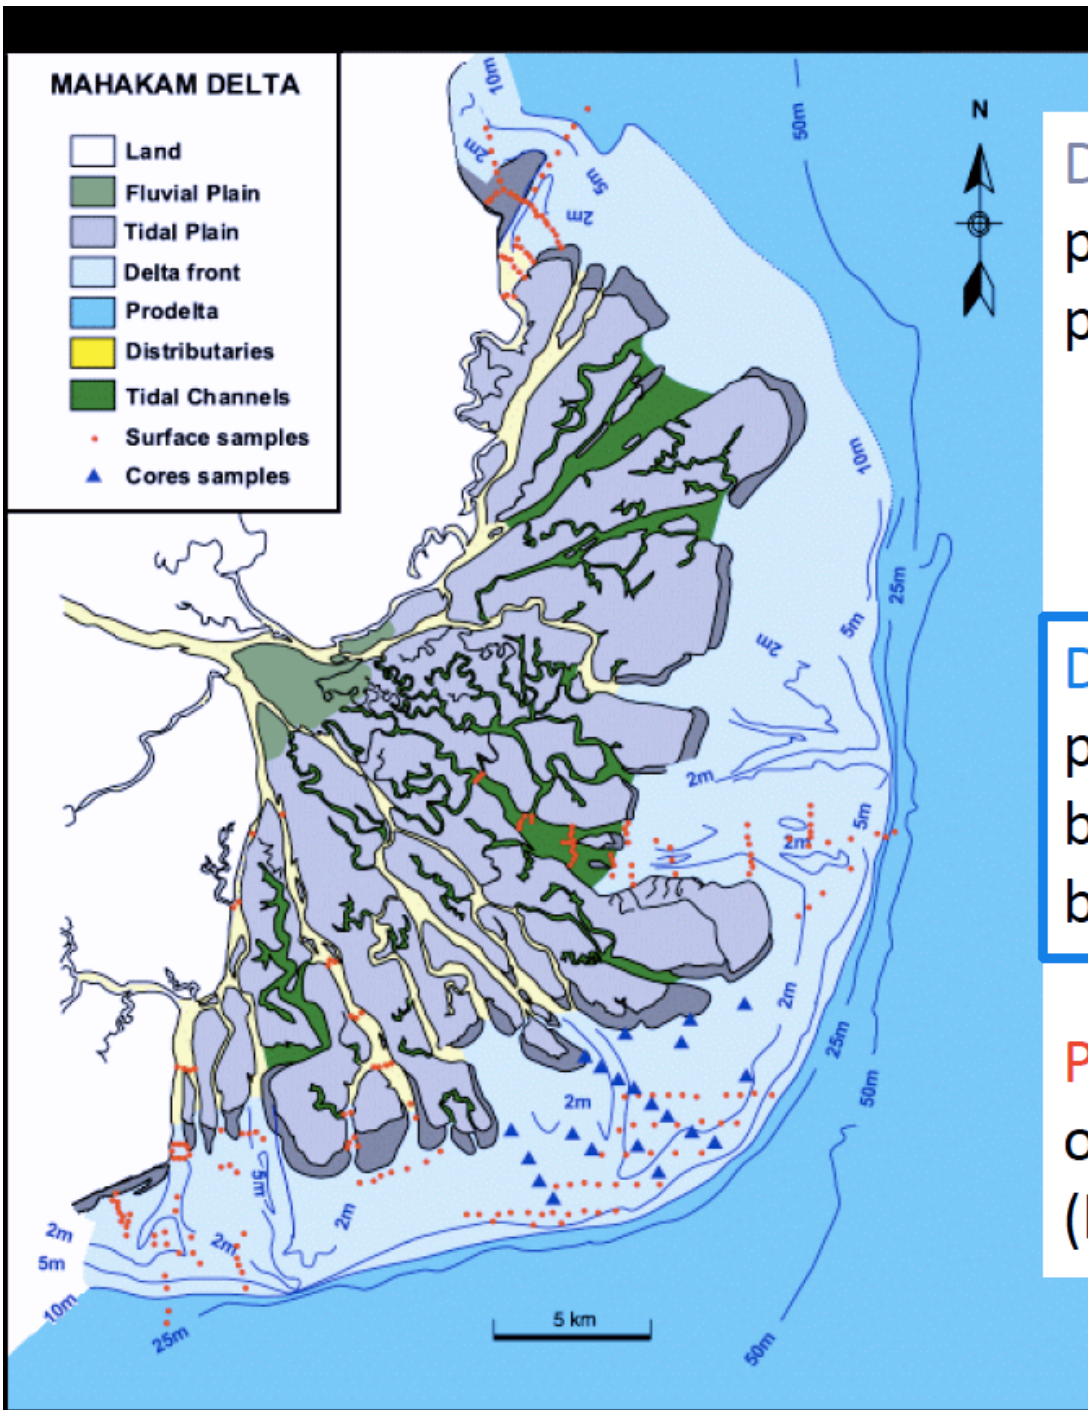 MAHAKAM DELTA
Land
Fluvial Plain
Tidal Plain
Delta front
Prodelta
Distributaries
Tidal Channels
Surface samples
Cores samples
N
10m
2m
5m
2m
50m
10m
25m
5m
2m
2m
5m
2m
2m
25m
50m
2m
5m
2m
2m
2m
5m
10m
25m
50m
5 km
D
p
p
D
p
b
b
P
o
(